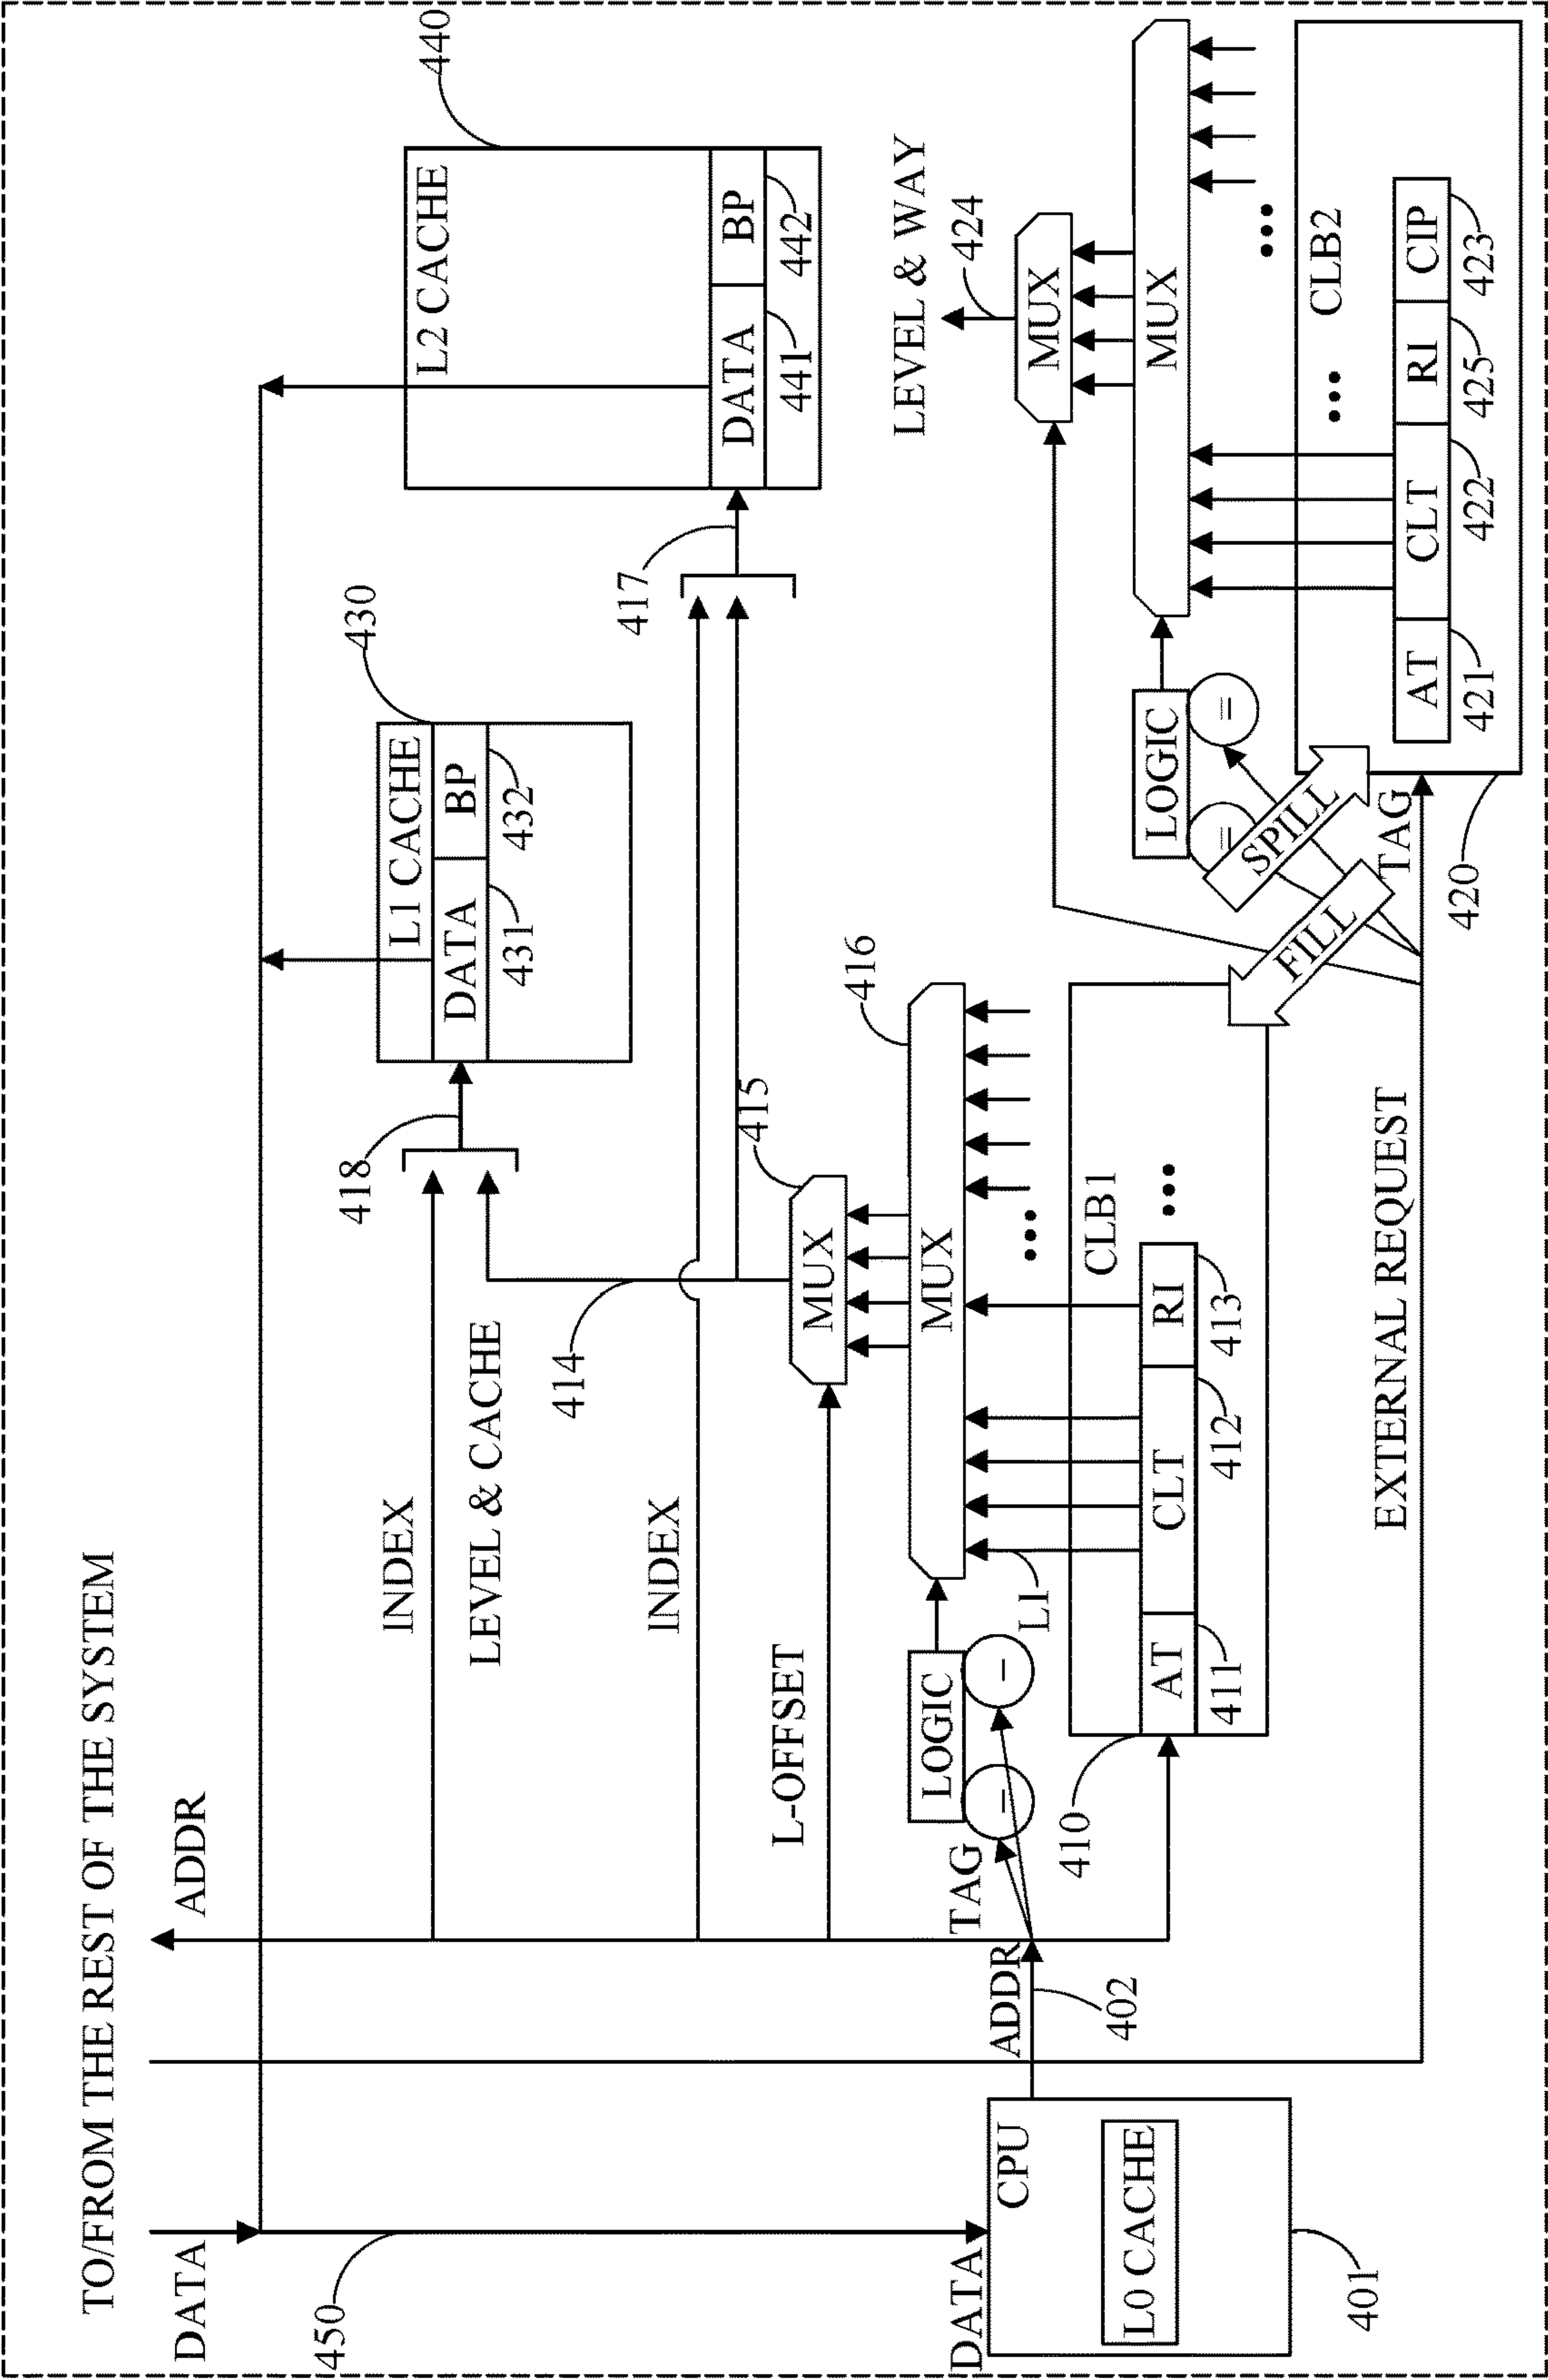 TO/FROM THE REST OF THE SYSTEM
DATA
ADDR
450
INDEX
LEVEL & CACHE
418
430
L1 CACHE
DATA
BP
431
432
440
L2 CACHE
DATA
BP
441
442
417
414
INDEX
L-OFFSET
415
MUX
416
MUX
LOGIC
=
–
TAG
LI
CLB1
AT
CLT
RI
411
412
413
410
ADDR
402
DATA
CPU
L0 CACHE
401
LEVEL & WAY
424
MUX
MUX
LOGIC
=
=
SPILL
FILL
TAG
CLB2
AT
CLT
RI
CIP
421
422
425
423
420
EXTERNAL REQUEST